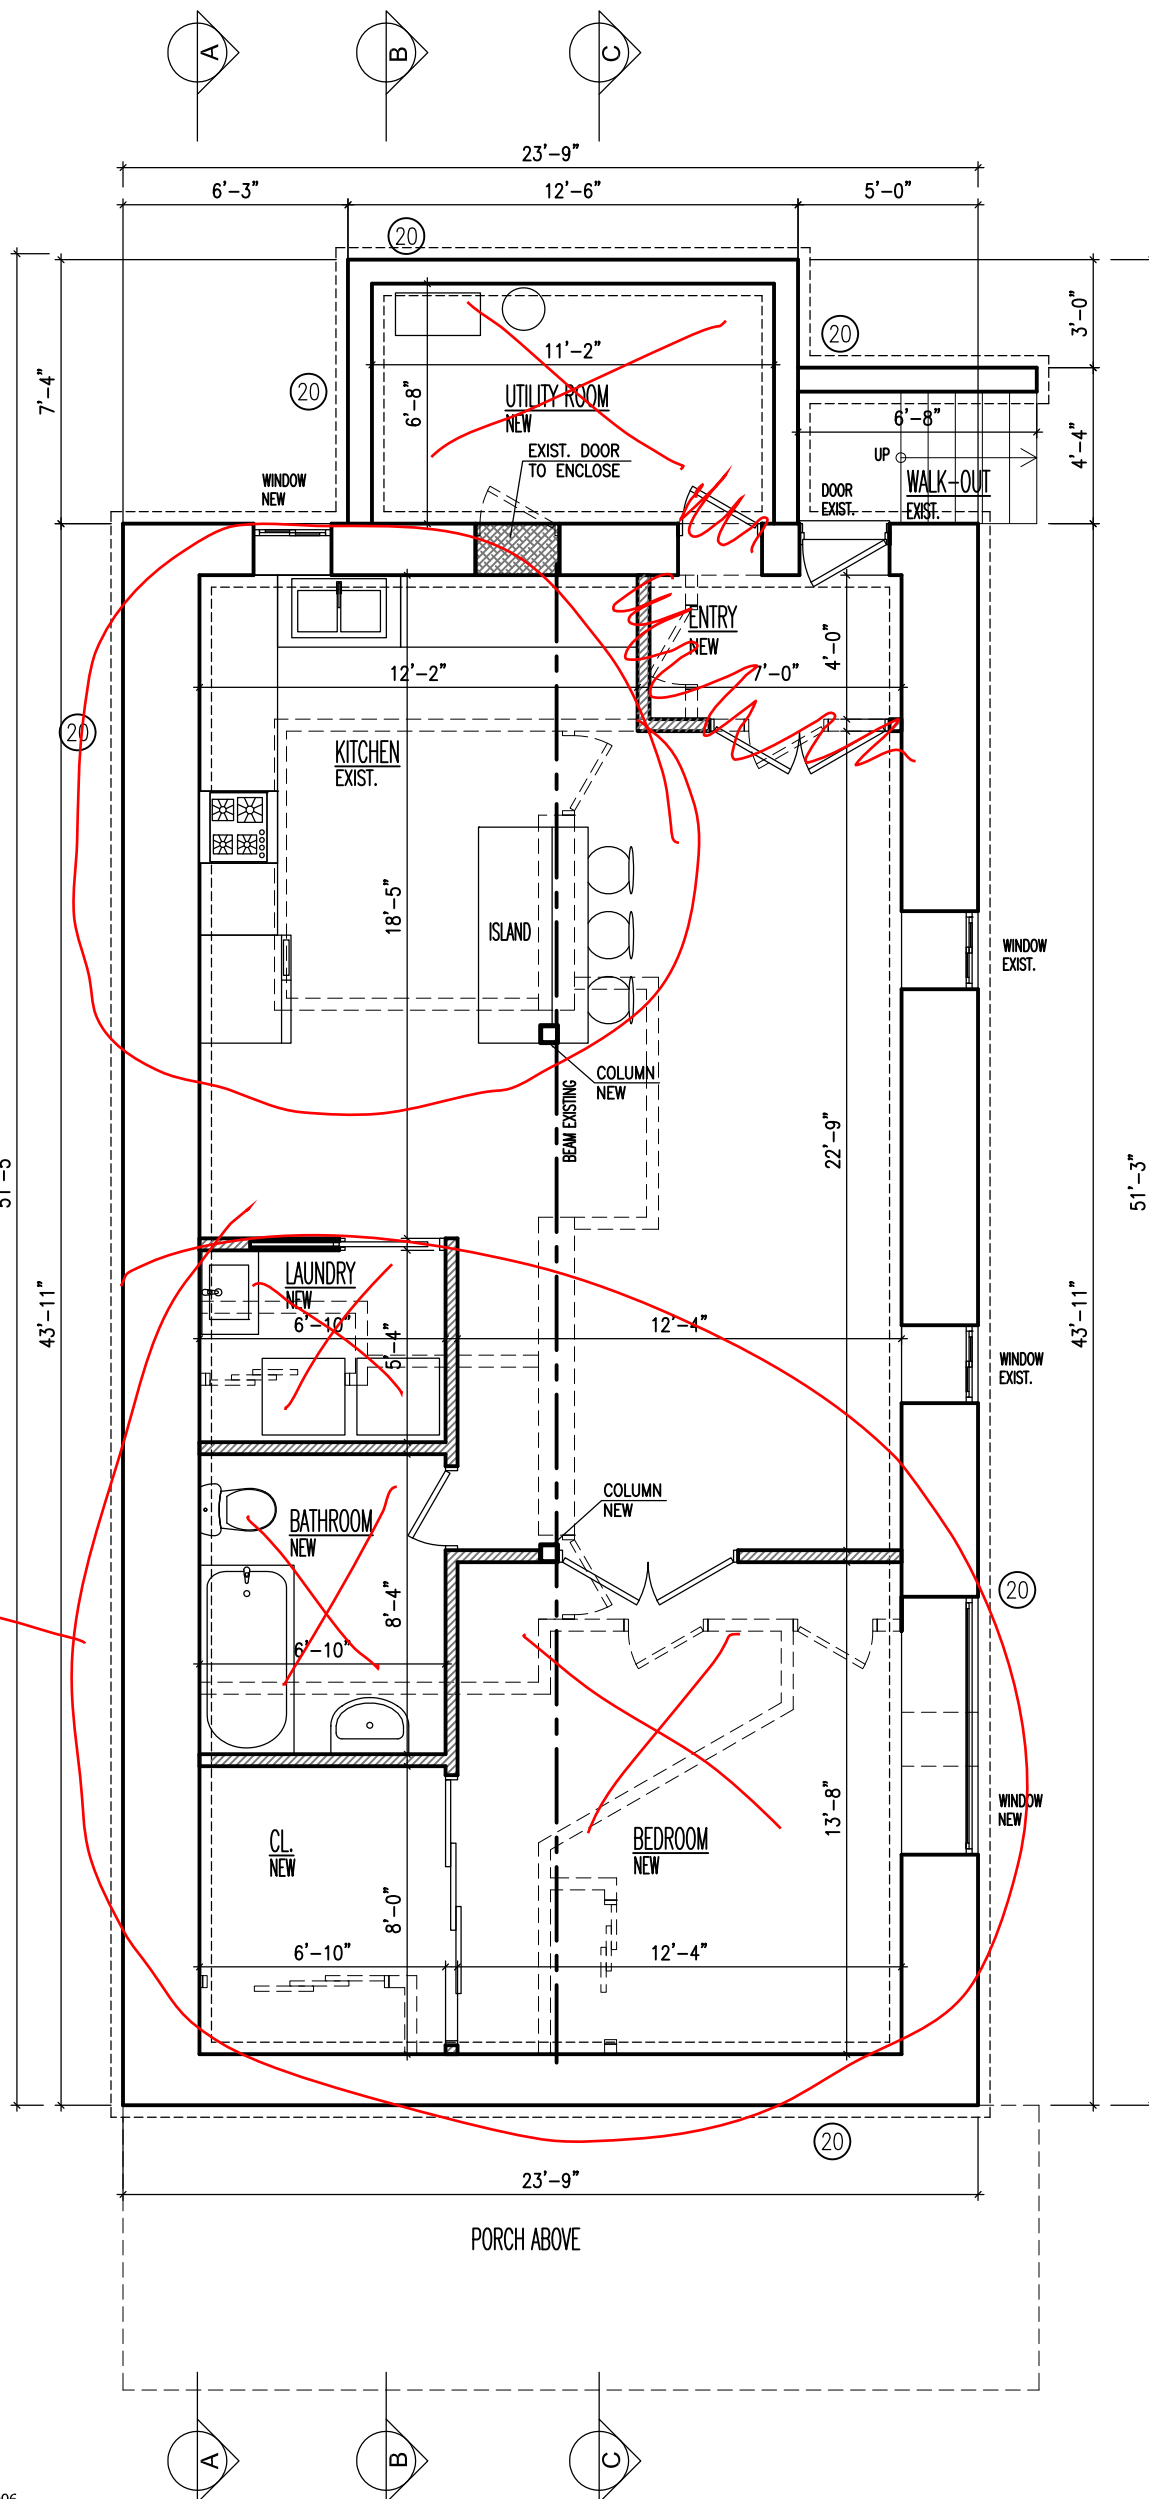 A
B
C
23'-9"
6'-3"
12'-6"
5'-0"
20
3'-0"
20
11'-2"
20
7'-4"
6'-8"
UTILITY ROOM
NEW
6'-8"
4'-4"
EXIST. DOOR
TO ENCLOSE
UP
WALK-OUT
EXIST.
WINDOW
NEW
DOOR
EXIST.
ENTRY
NEW
4'-0"
12'-2"
7'-0"
20
KITCHEN
EXIST.
18'-5"
ISLAND
WINDOW
EXIST.
COLUMN
NEW
BEAM EXISTING
22'-9"
51'-5
51'-3"
LAUNDRY
NEW
43'-11"
43'-11"
6'-10"
5'-4"
12'-4"
WINDOW
EXIST.
COLUMN
NEW
BATHROOM
NEW
20
8'-4"
6'-10"
WINDOW
NEW
13'-8"
BEDROOM
NEW
CL.
NEW
8'-0"
6'-10"
12'-4"
20
23'-9"
PORCH ABOVE
A
B
C